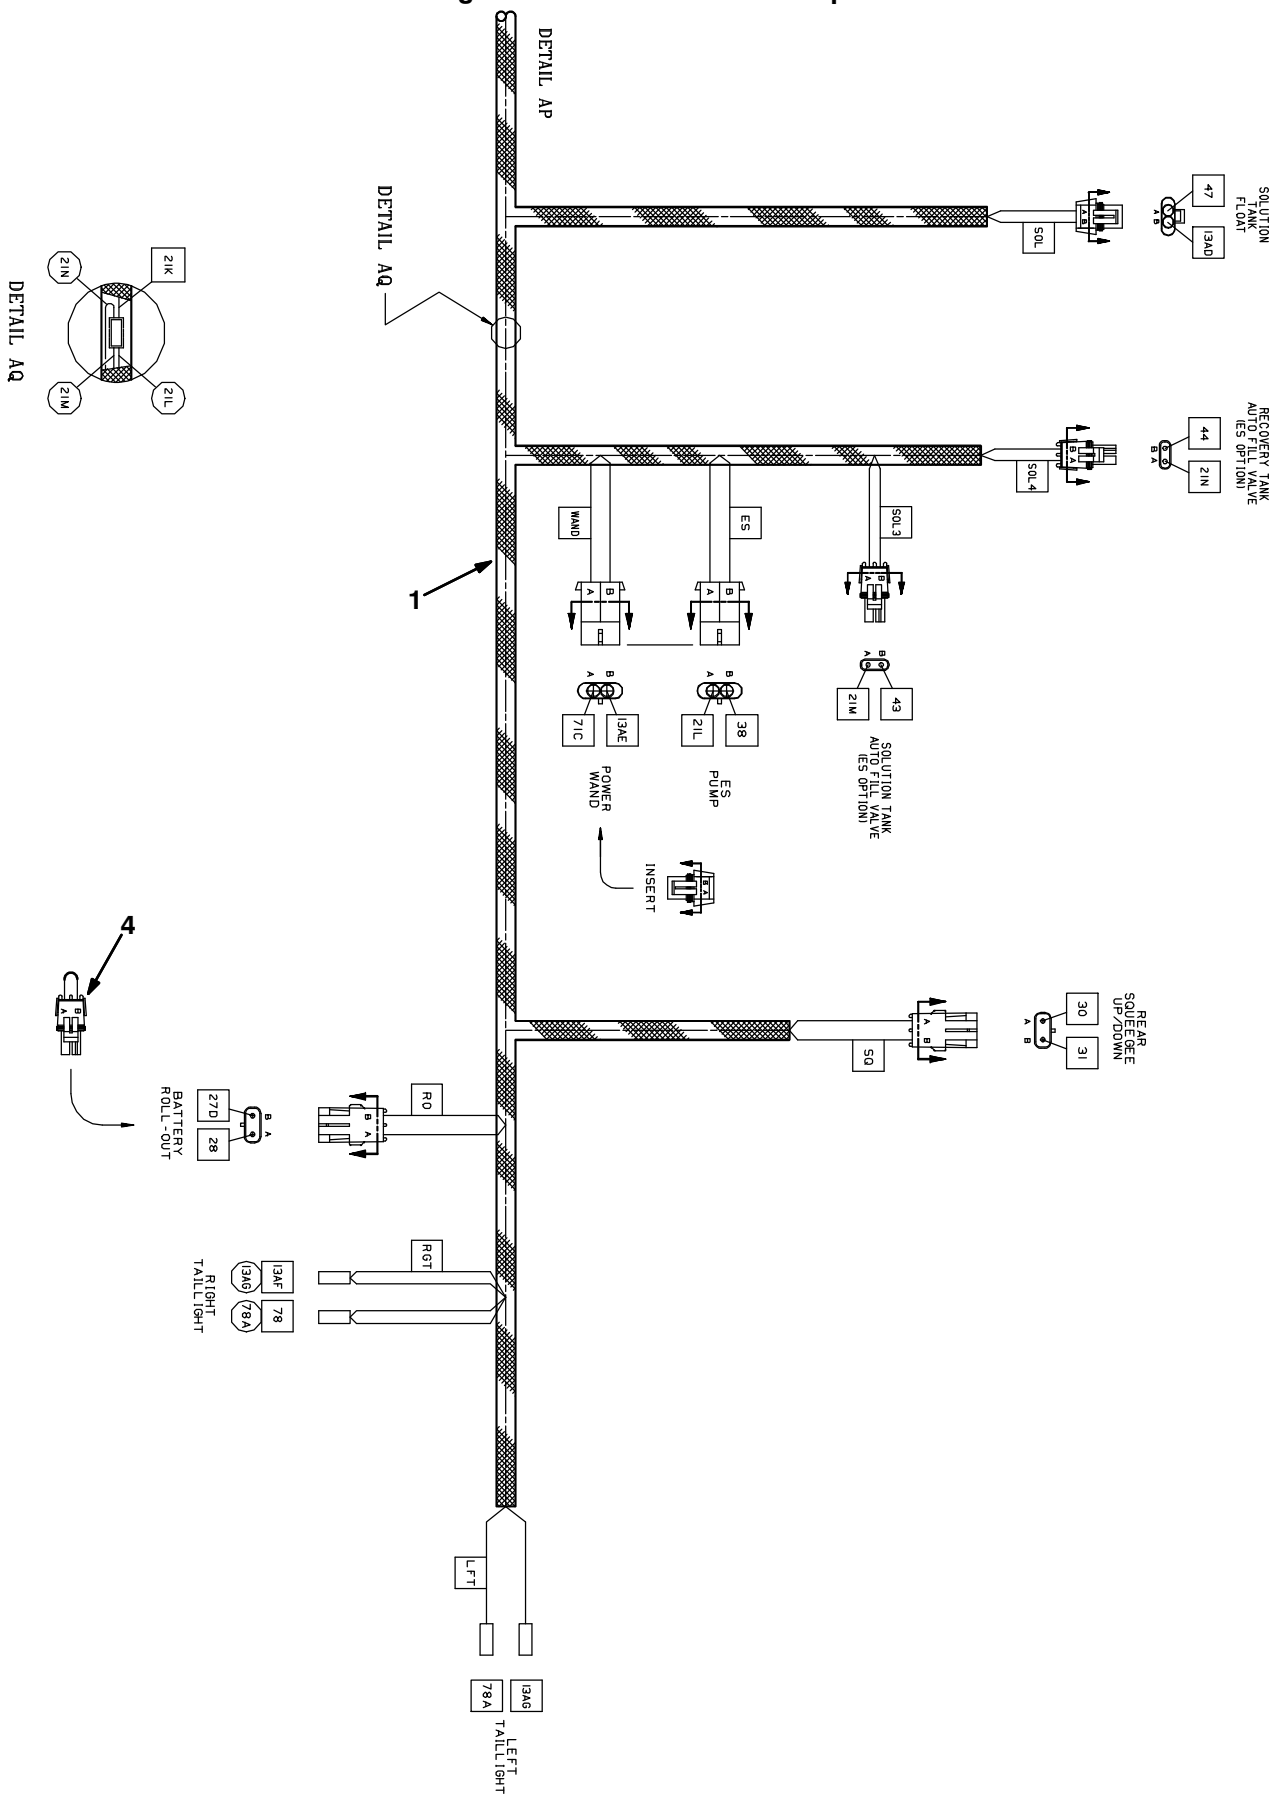 DETAIL AP
SOLUTION
TANK
FLOAT
47
13AD
A B
SOL
DETAIL AQ
21K
21N
21M
21L
DETAIL AQ
RECOVERY TANK
AUTO FILL VALVE
(ES OPTION)
44
21N
B A
B A
SOL4
SOL3
B
A
B
A
43
21M
SOLUTION TANK
AUTO FILL VALVE
(ES OPTION)
ES
B
A
B
A
38
21L
ES
PUMP
WAND
B
A
B
A
13AE
71C
POWER
WAND
INSERT
B A
1
REAR
SQUEEGEE
UP/DOWN
30
31
A B
A B
SQ
4
B
A
BATTERY
ROLL-OUT
27D
28
B A
B A
RO
RIGHT
TAILLIGHT
13AG
13AF
78A
78
RGT
LFT
13AG
78A
LEFT
TAILLIGHT